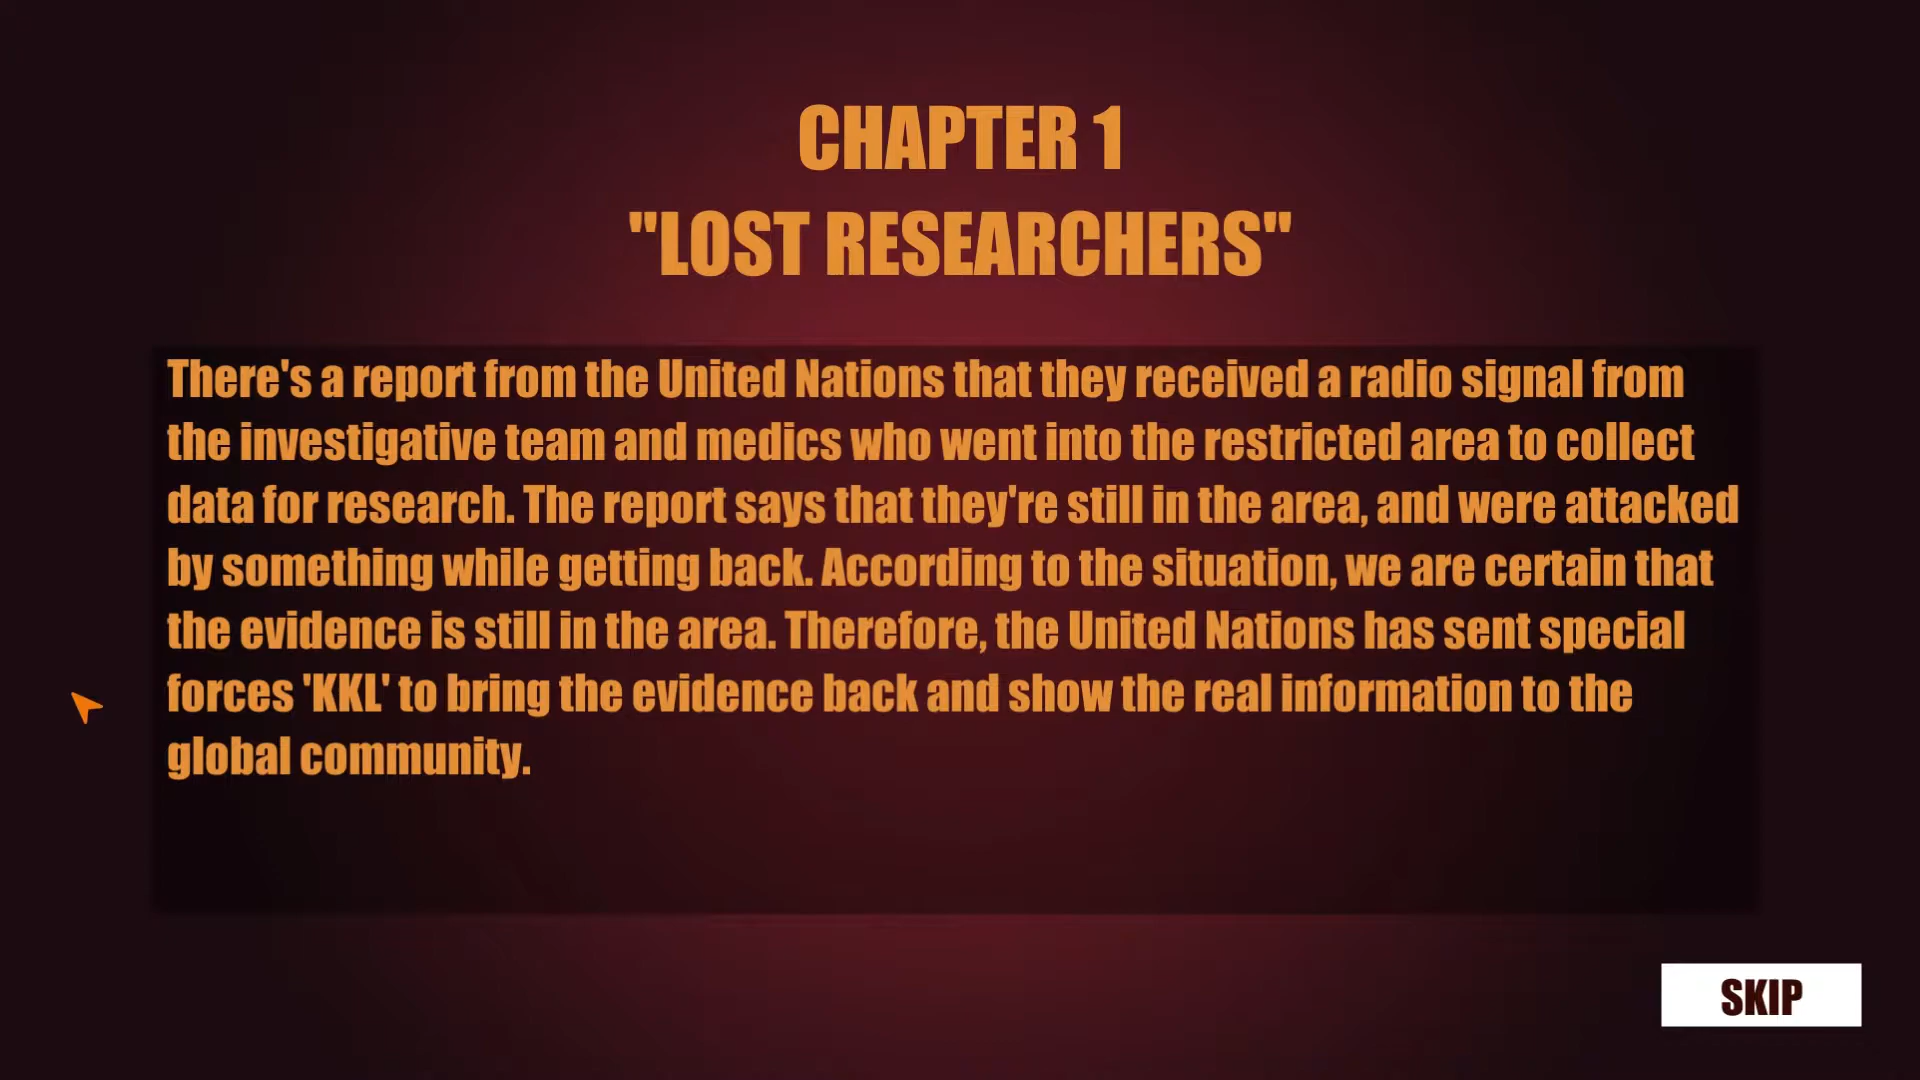 CHAPTER 1
"LOST RESEARCHERS"
There's a report from the United Nations that they received a radio signal from
the investigative team and medics who went into the restricted area to collect
data for research. The report says that they're still in the area, and were attacked
by something while getting back. According to the situation, we are certain that
the evidence is still in the area. Therefore, the United Nations has sent special
forces 'KKL' to bring the evidence back and show the real information to the
global community.
SKIP